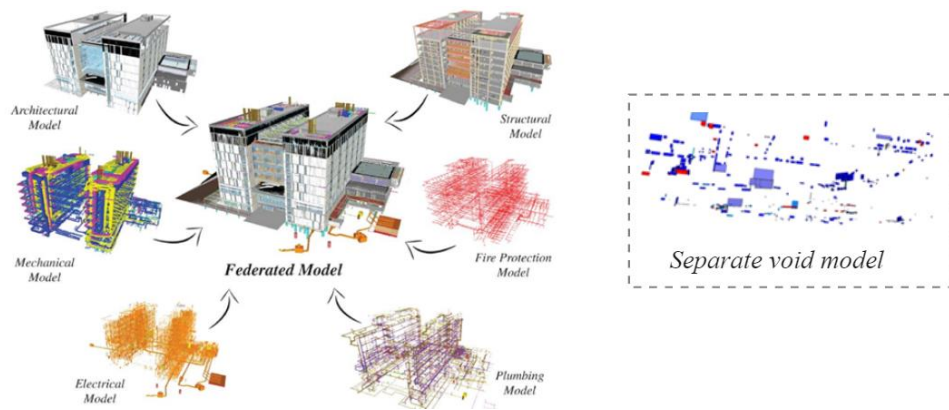 Architectural
Model
Structural
Model
Mechanical
Model
Federated Model
Fire Protection
Model
Electrical
Model
Plumbing
Model
Separate void model